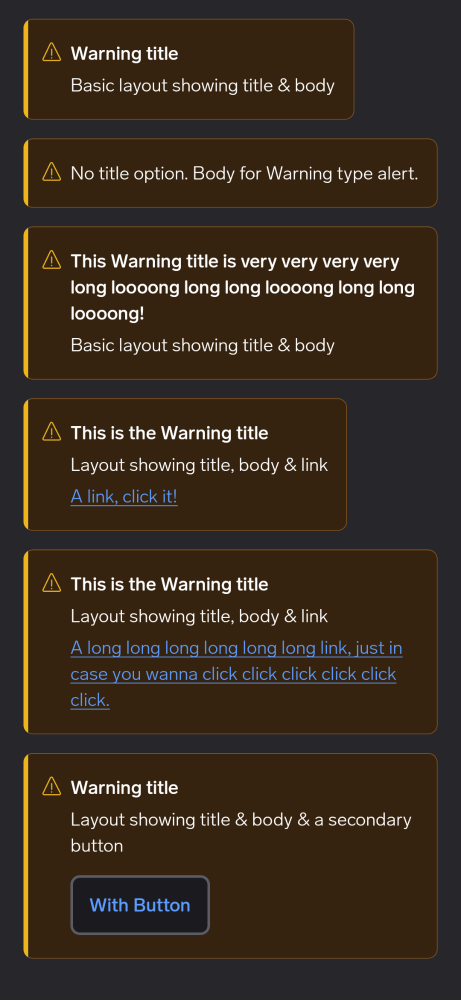 Warning title
Basic layout showing title & body
No title option. Body for Warning type alert.
This Warning title is very very very very
long loooong long long loooong long long
loooong!
Basic layout showing title & body
This is the Warning title
Layout showing title, body & link
A link, click it!
This is the Warning title
Layout showing title, body & link
A long long long long long long link, just in
case you wanna click click click click click
click.
Warning title
Layout showing title & body & a secondary
button
With Button